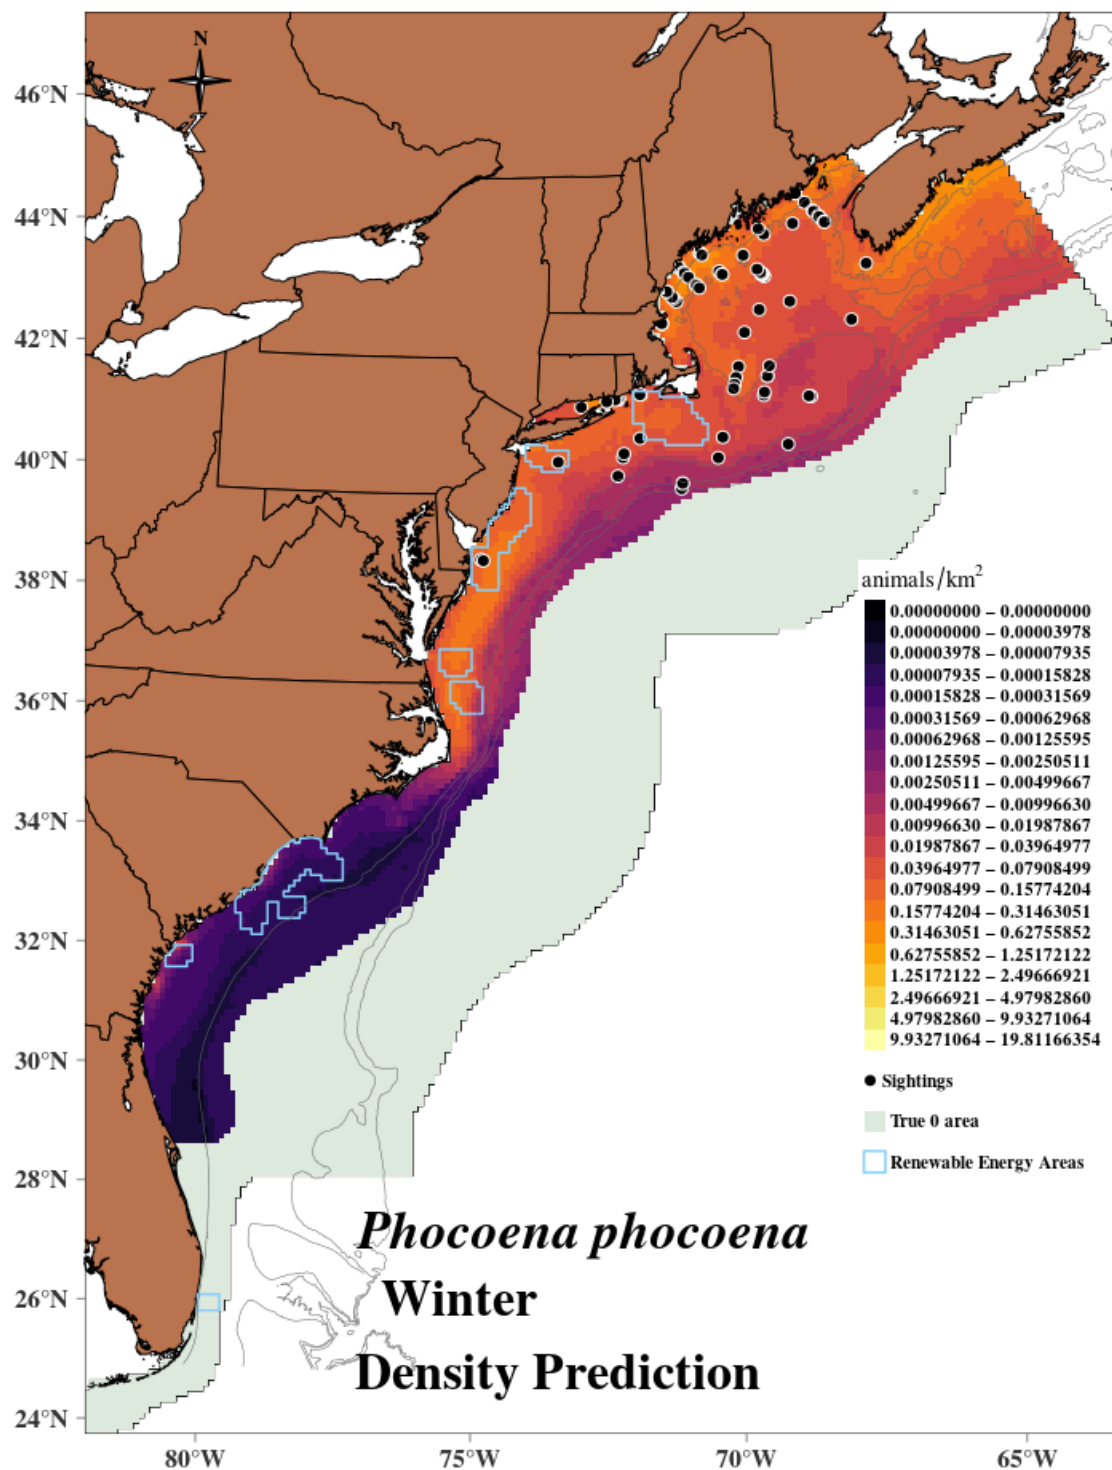 N
46°N
44°N
42°N
40°N
38°N
36°N
34°N
32°N
30°N
28°N
26°N
24°N
80°W
75°W
70°W
65°W
animals/km²
0.00000000 – 0.00000000
0.00000000 – 0.00003978
0.00003978 – 0.00007935
0.00007935 – 0.00015828
0.00015828 – 0.00031569
0.00031569 – 0.00062968
0.00062968 – 0.00125595
0.00125595 – 0.00250511
0.00250511 – 0.00499667
0.00499667 – 0.00996630
0.00996630 – 0.01987867
0.01987867 – 0.03964977
0.03964977 – 0.07908499
0.07908499 – 0.15774204
0.15774204 – 0.31463051
0.31463051 – 0.62755852
0.62755852 – 1.25172122
1.25172122 – 2.49666921
2.49666921 – 4.97982860
4.97982860 – 9.93271064
9.93271064 – 19.81166354
Sightings
True 0 area
Renewable Energy Areas
Phocoena phocoena
Winter
Density Prediction